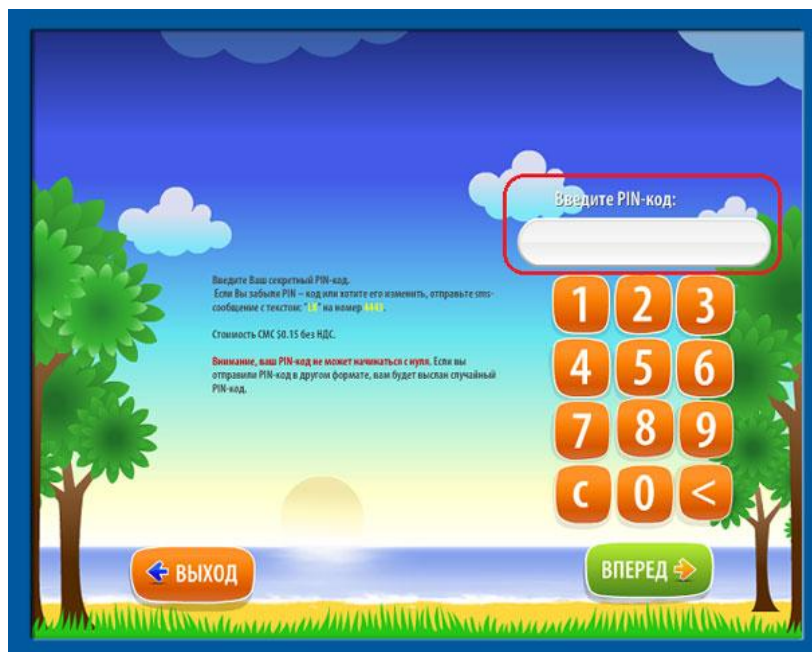 Введите PIN-код:
Введите Ваш секретный PIN-код.
Если Вы забыли PIN – код или хотите его изменить, отправьте sms-
сообщение с текстом: "LK" на номер 4443.
Стоимость СМС $0.15 без НДС.
Внимание, ваш PIN-код не может начинаться с нуля. Если вы
отправили PIN-код в другом формате, вам будет выслан случайный
PIN-код.
1 2 3
4 5 6
7 8 9
С 0 <
ВЫХОД
ВПЕРЕД